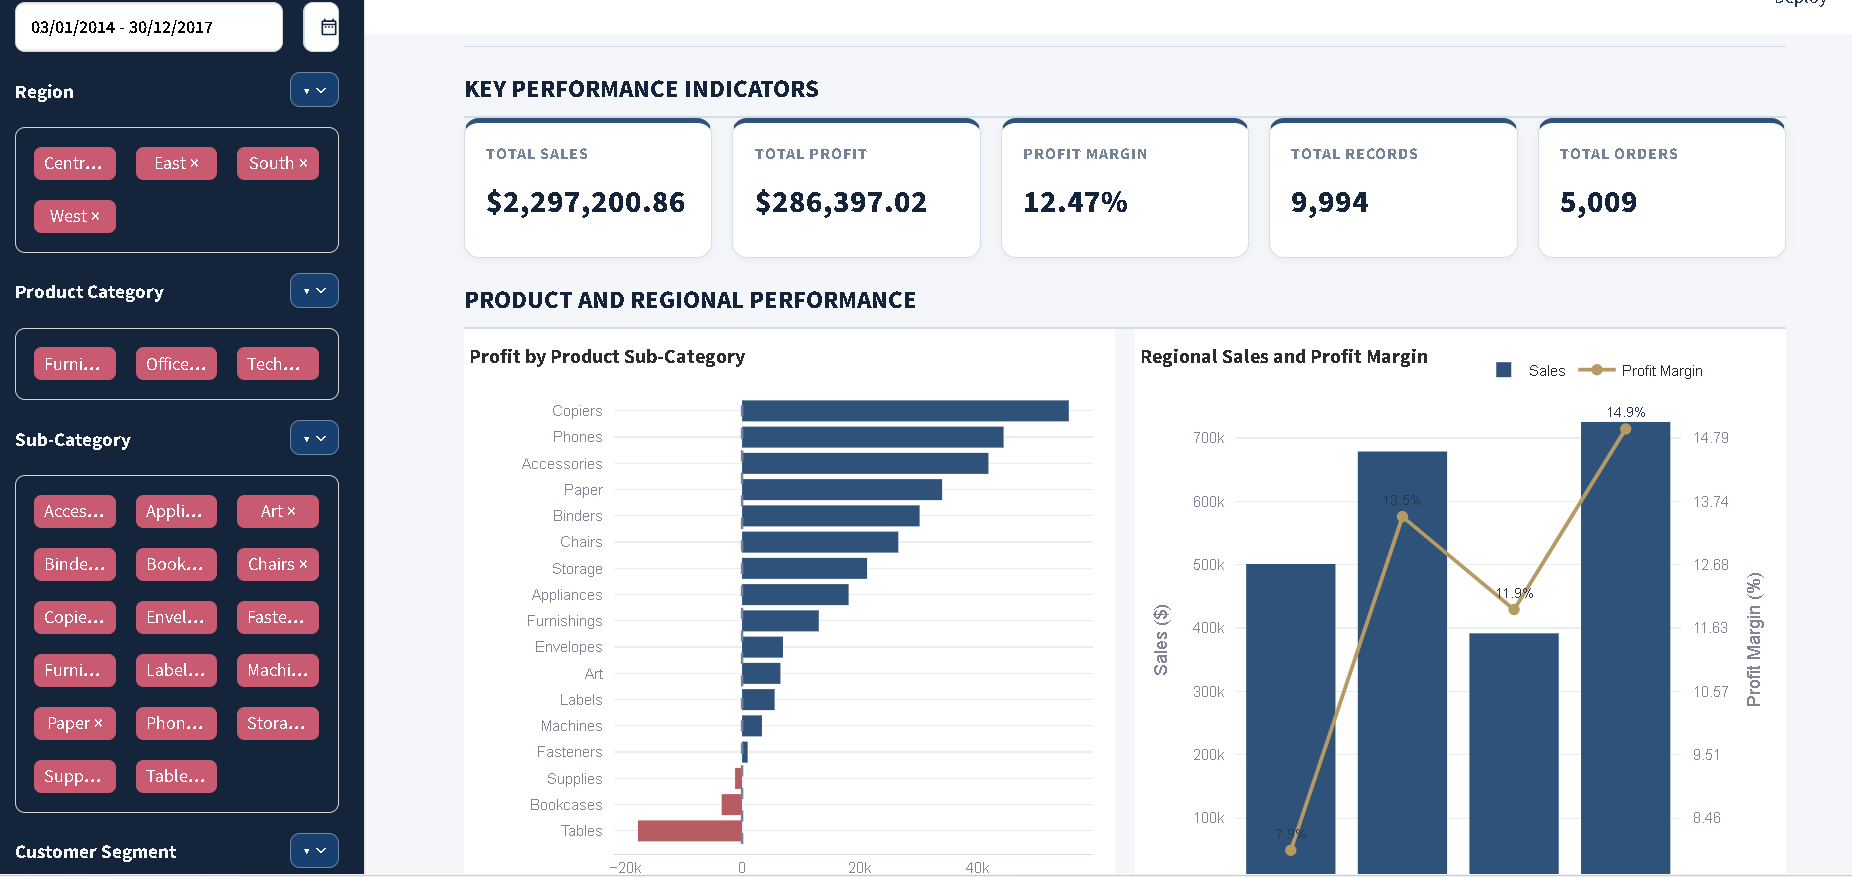 03/01/2014 - 30/12/2017
Region
Centr...
East ×
South ×
West ×
Product Category
Furni...
Office...
Tech...
Sub-Category
Acces...
Appli...
Art ×
Binde...
Book...
Chairs ×
Copie...
Envel...
Faste...
Furni...
Label...
Machi...
Paper ×
Phon...
Stora...
Supp...
Table...
Customer Segment
Deploy
KEY PERFORMANCE INDICATORS
TOTAL SALES
$2,297,200.86
TOTAL PROFIT
$286,397.02
PROFIT MARGIN
12.47%
TOTAL RECORDS
9,994
TOTAL ORDERS
5,009
PRODUCT AND REGIONAL PERFORMANCE
Profit by Product Sub-Category
Copiers
Phones
Accessories
Paper
Binders
Chairs
Storage
Appliances
Furnishings
Envelopes
Art
Labels
Machines
Fasteners
Supplies
Bookcases
Tables
−20k
0
20k
40k
Regional Sales and Profit Margin
Sales
Profit Margin
700k
600k
500k
400k
300k
200k
100k
Sales ($)
7.9%
13.5%
11.9%
14.9%
14.79
13.74
12.68
11.63
10.57
9.51
8.46
Profit Margin (%)